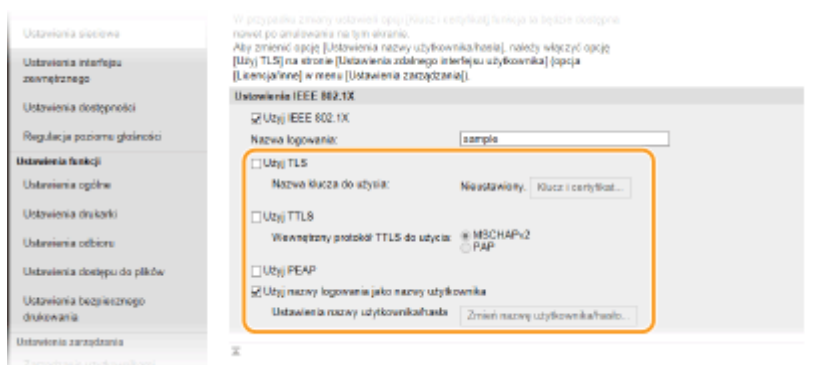 W przypadku zmiany ustawień opcji [Klucz i certyfikat] funkcja ta będzie dostępna
nawet po anulowaniu na tym ekranie.
Aby zmienić opcję [Ustawienia nazwy użytkownika/hasła], należy włączyć opcję
[Użyj TLS] na stronie [Ustawienia zdalnego interfejsu użytkownika] (opcja
[Licencja/Inne] w menu [Ustawienia zarządzania]).
Ustawienia sieciowe
Ustawienia interfejsu
zewnętrznego
Ustawienia dostępności
Regulacja poziomu głośności
Ustawienia funkcji
Ustawienia ogólne
Ustawienia drukarki
Ustawienia odbioru
Ustawienia dostępu do plików
Ustawienia bezpiecznego
drukowania
Ustawienia zarządzania
Ustawienia IEEE 802.1X
Użyj IEEE 802.1X
Nazwa logowania: sample
Użyj TLS
Nazwa klucza do użycia: Nieustawiony. Klucz i certyfikat...
Użyj TTLS
Wewnętrzny protokół TTLS do użycia: MSCHAPv2
PAP
Użyj PEAP
Użyj nazwy logowania jako nazwy użytkownika
Ustawienia nazwy użytkownika/hasła Zmień nazwę użytkownika/hasło...